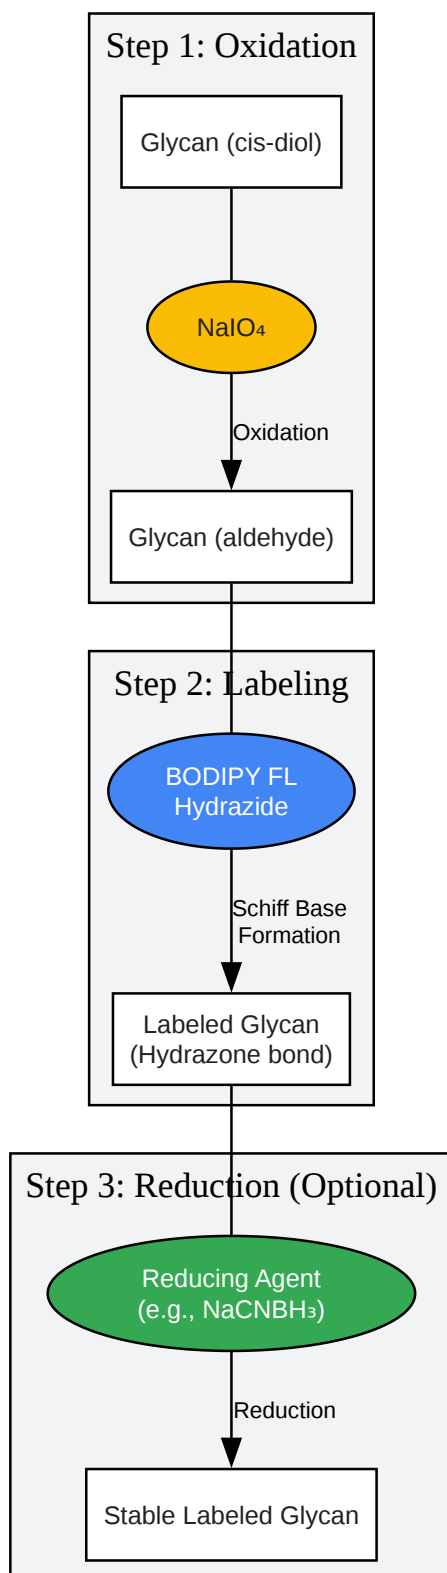 Step 1: Oxidation
Glycan (cis-diol)
NaIO₄
Oxidation
Glycan (aldehyde)
Step 2: Labeling
BODIPY FL
Hydrazide
Schiff Base
Formation
Labeled Glycan
(Hydrazone bond)
Step 3: Reduction (Optional)
Reducing Agent
(e.g., NaCNBH₃)
Reduction
Stable Labeled Glycan